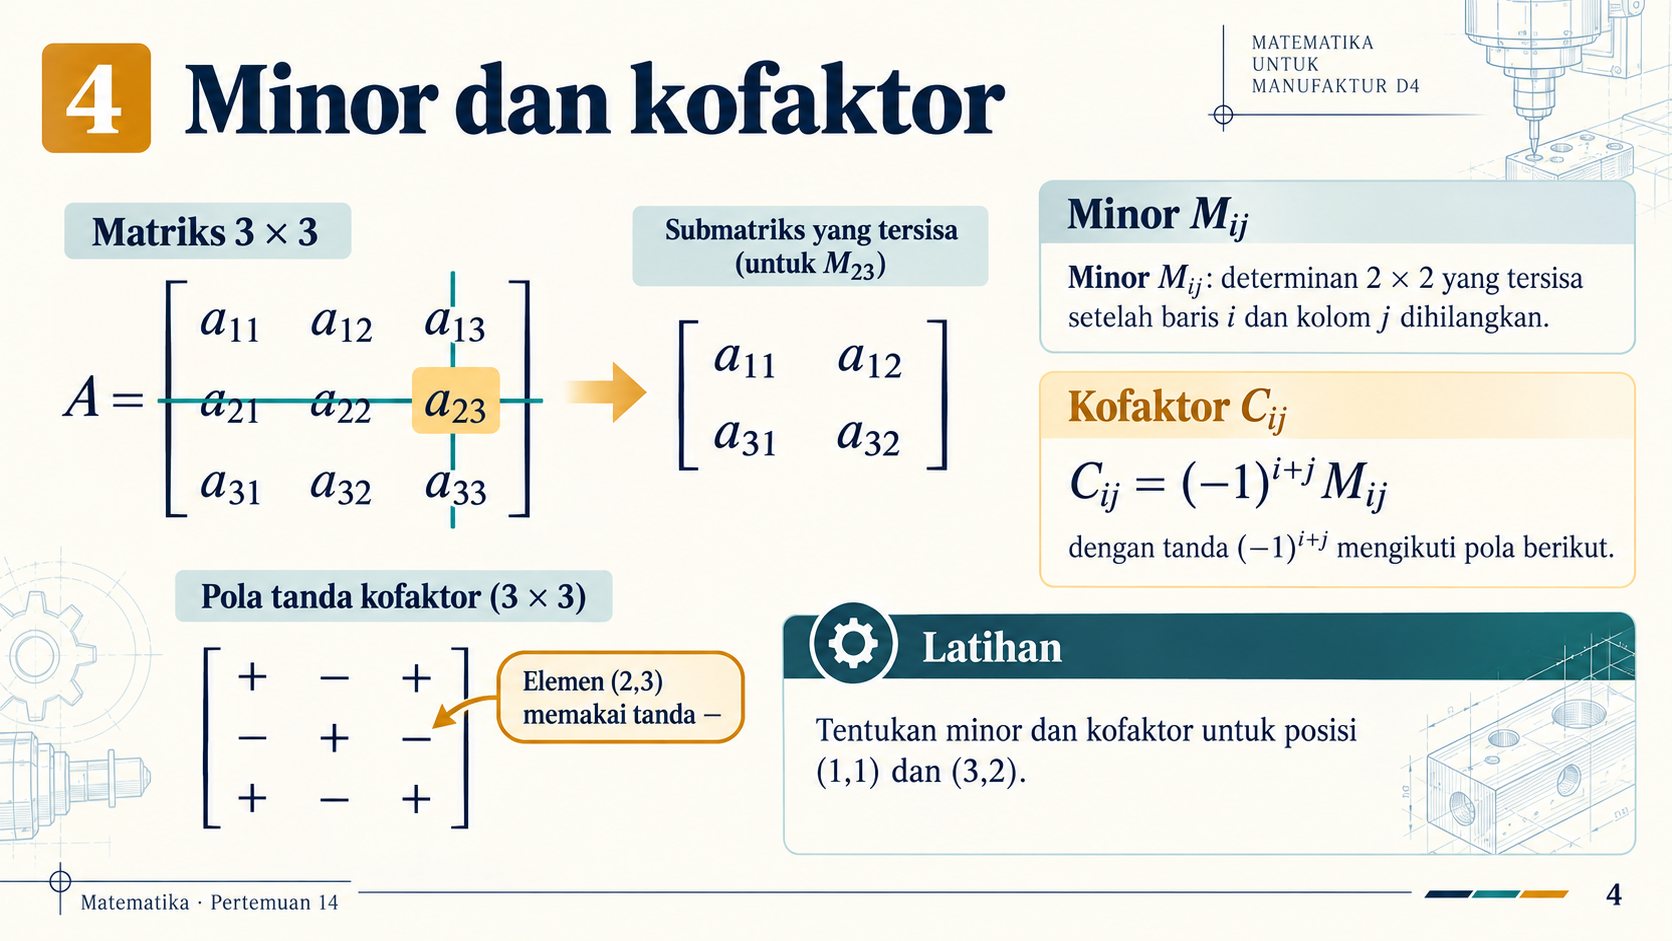 4
Minor dan kofaktor
MATEMATIKA
UNTUK
MANUFAKTUR D4
Matriks 3 × 3
A =
a₁₁ a₁₂ a₁₃
a₂₁ a₂₂ a₂₃
a₃₁ a₃₂ a₃₃
Submatriks yang tersisa
(untuk M₂₃)
a₁₁ a₁₂
a₃₁ a₃₂
Minor Mᵢⱼ
Minor Mᵢⱼ: determinan 2 × 2 yang tersisa
setelah baris i dan kolom j dihilangkan.
Kofaktor Cᵢⱼ
Cᵢⱼ = (−1)ⁱ⁺ʲ Mᵢⱼ
dengan tanda (−1)ⁱ⁺ʲ mengikuti pola berikut.
Pola tanda kofaktor (3 × 3)
+ − +
− + −
+ − +
Elemen (2,3)
memakai tanda −
Latihan
Tentukan minor dan kofaktor untuk posisi
(1,1) dan (3,2).
Matematika · Pertemuan 14
4